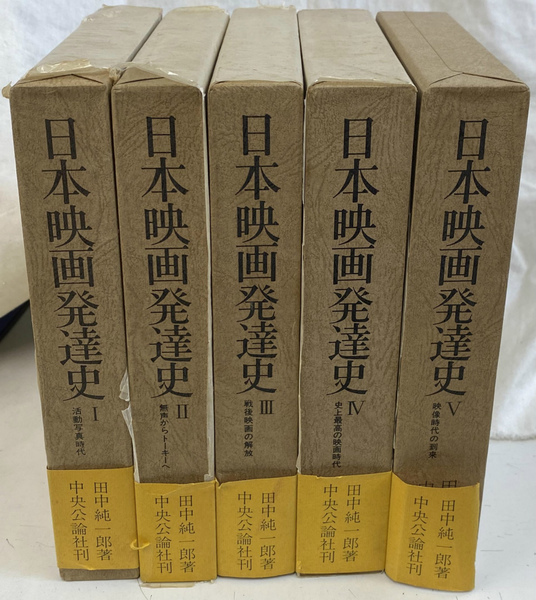 日本映画発達史 I
活動写真時代
田中純一郎著
中央公論社刊
日本映画発達史 II
無声からトーキーへ
田中純一郎著
中央公論社刊
日本映画発達史 III
戦後映画の解放
田中純一郎著
中央公論社刊
日本映画発達史 IV
史上最高の映画時代
田中純一郎著
中央公論社刊
日本映画発達史 V
映像時代の到来
田中純一郎著
中央公論社刊